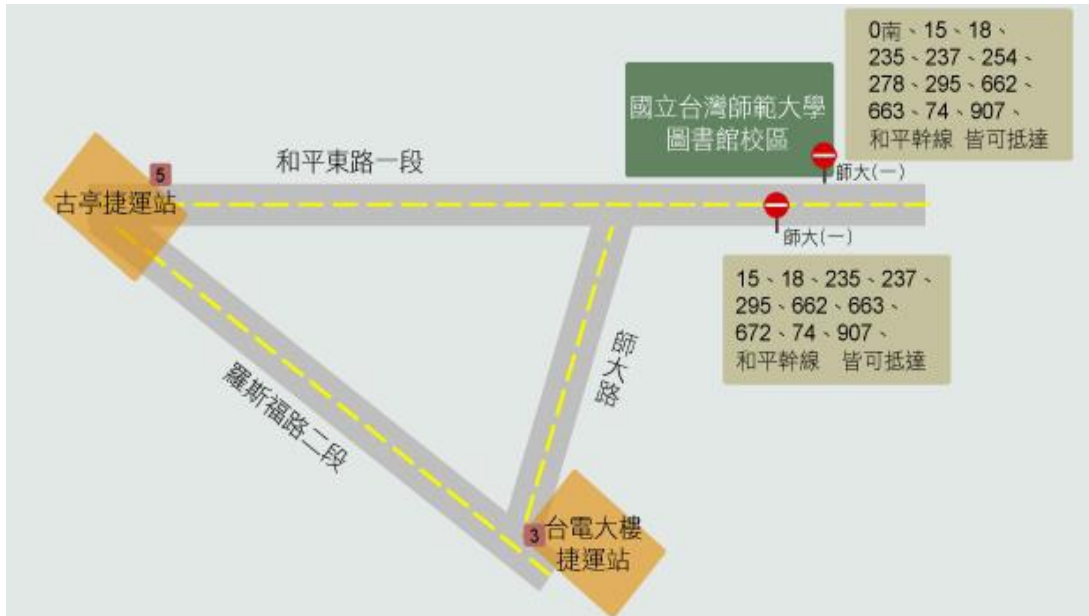 0南、15、18、
235、237、254、
278、295、662、
663、74、907、
和平幹線 皆可抵達
國立台灣師範大學
圖書館校區
師大(一)
和平東路一段
5
古亭捷運站
師大(一)
15、18、235、237、
295、662、663、
672、74、907、
和平幹線 皆可抵達
師大路
羅斯福路二段
3
台電大樓
捷運站